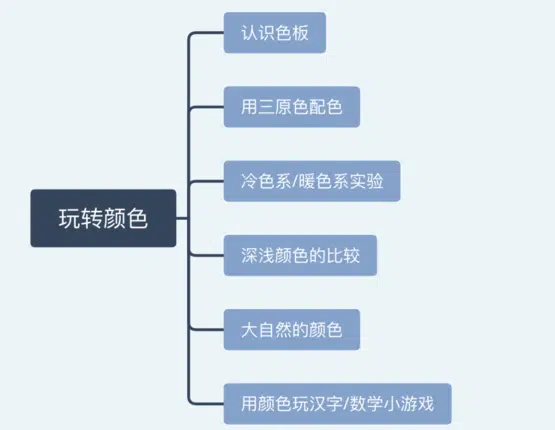 玩转颜色
认识色板
用三原色配色
冷色系/暖色系实验
深浅颜色的比较
大自然的颜色
用颜色玩汉字/数学小游戏